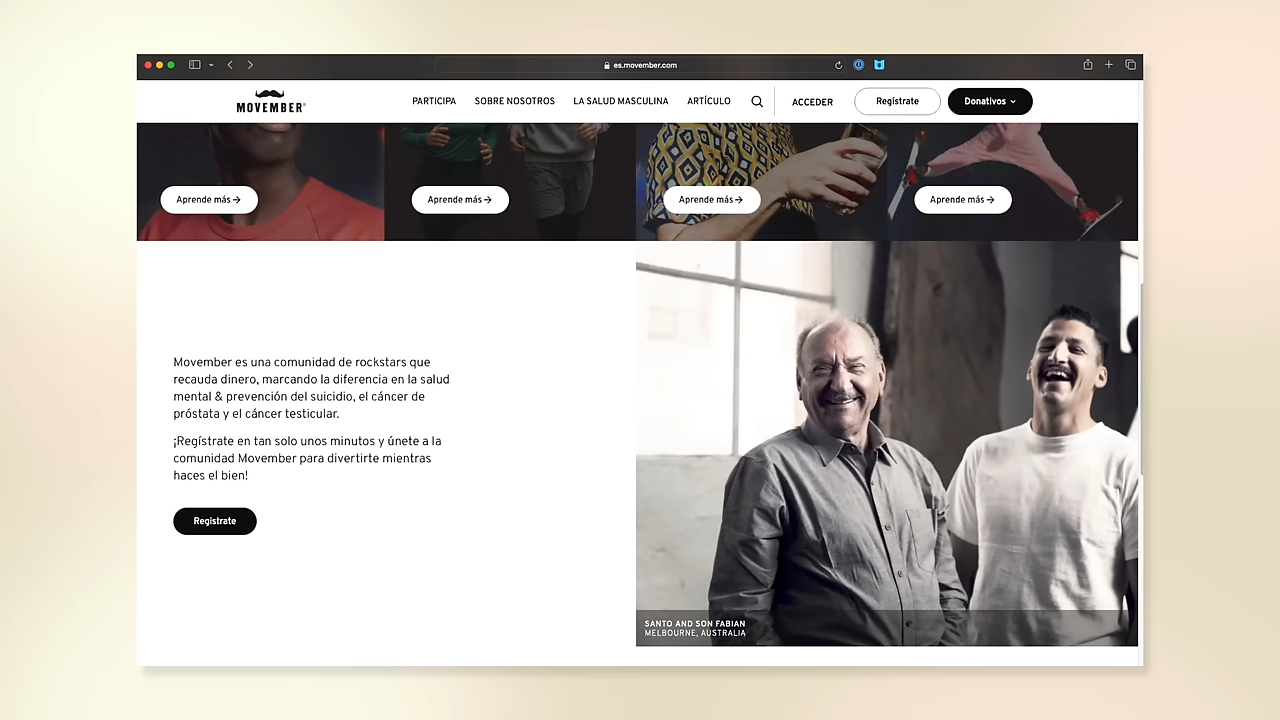 es.movember.com
MOVEMBER®
PARTICIPA SOBRE NOSOTROS LA SALUD MASCULINA ARTÍCULO ACCEDER Regístrate Donativos
Aprende más→ Aprende más→ Aprende más→ Aprende más→
Movember es una comunidad de rockstars que
recauda dinero, marcando la diferencia en la salud
mental & prevención del suicidio, el cáncer de
próstata y el cáncer testicular.
¡Regístrate en tan solo unos minutos y únete a la
comunidad Movember para divertirte mientras
haces el bien!
Regístrate
SANTO AND SON FABIAN
MELBOURNE, AUSTRALIA